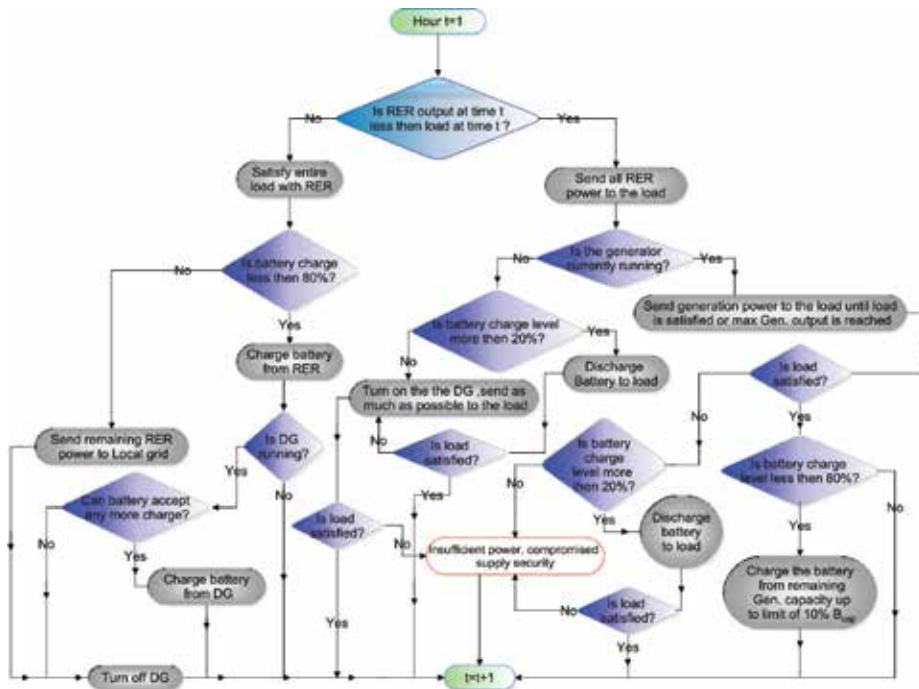 Hour t=1
Is RER output at time t
less then load at time t ?
No
Yes
Satisfy entire
load with RER
Send all RER
power to the load
Is battery charge
less then 80%?
No
Yes
Is the generator
currently running?
No
Yes
Send generation power to the load until load
is satisfied or max Gen. output is reached
Is battery charge level
more then 20%?
Yes
No
Charge battery
from RER
Discharge
Battery to load
Turn on the the DG ,send as
much as possible to the load
Is load
satisfied?
No
Yes
Send remaining RER
power to Local grid
Is DG
running?
Yes
No
Is load
satisfied?
No
Yes
Is battery
charge
level more
then 20%?
No
Yes
Is battery charge
level less then 80%?
No
Yes
Can battery accept
any more charge?
No
Yes
Is load
satisfied?
No
Yes
Insufficient power, compromised
supply security
Discharge
battery
to load
Charge battery
from DG
Is load
satisfied?
No
Yes
Charge the battery
from remaining
Gen. capacity up
to limit of 10% B
Turn off DG
t=t+1